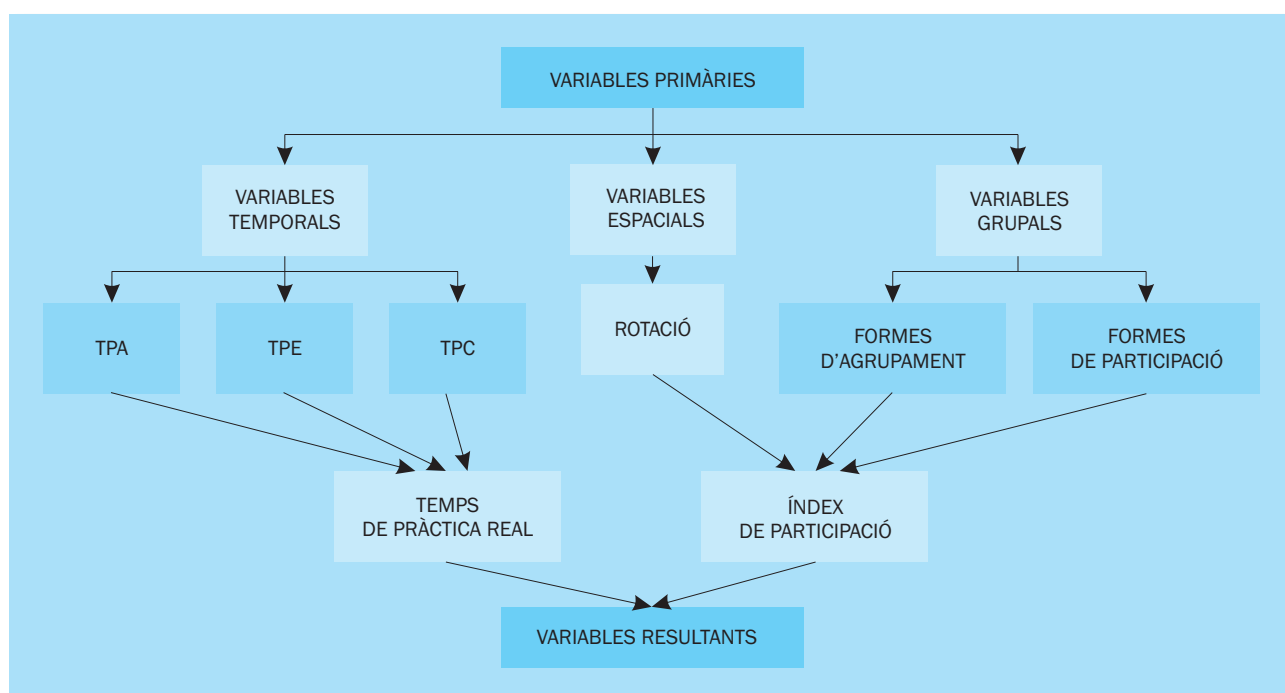 VARIABLES PRIMÀRIES
VARIABLES
TEMPORALS
VARIABLES
ESPACIALS
VARIABLES
GRUPALS
TPA
TPE
TPC
ROTACIÓ
FORMES
D'AGRUPAMENT
FORMES
DE PARTICIPACIÓ
TEMPS
DE PRÀCTICA REAL
ÍNDEX
DE PARTICIPACIÓ
VARIABLES RESULTANTS